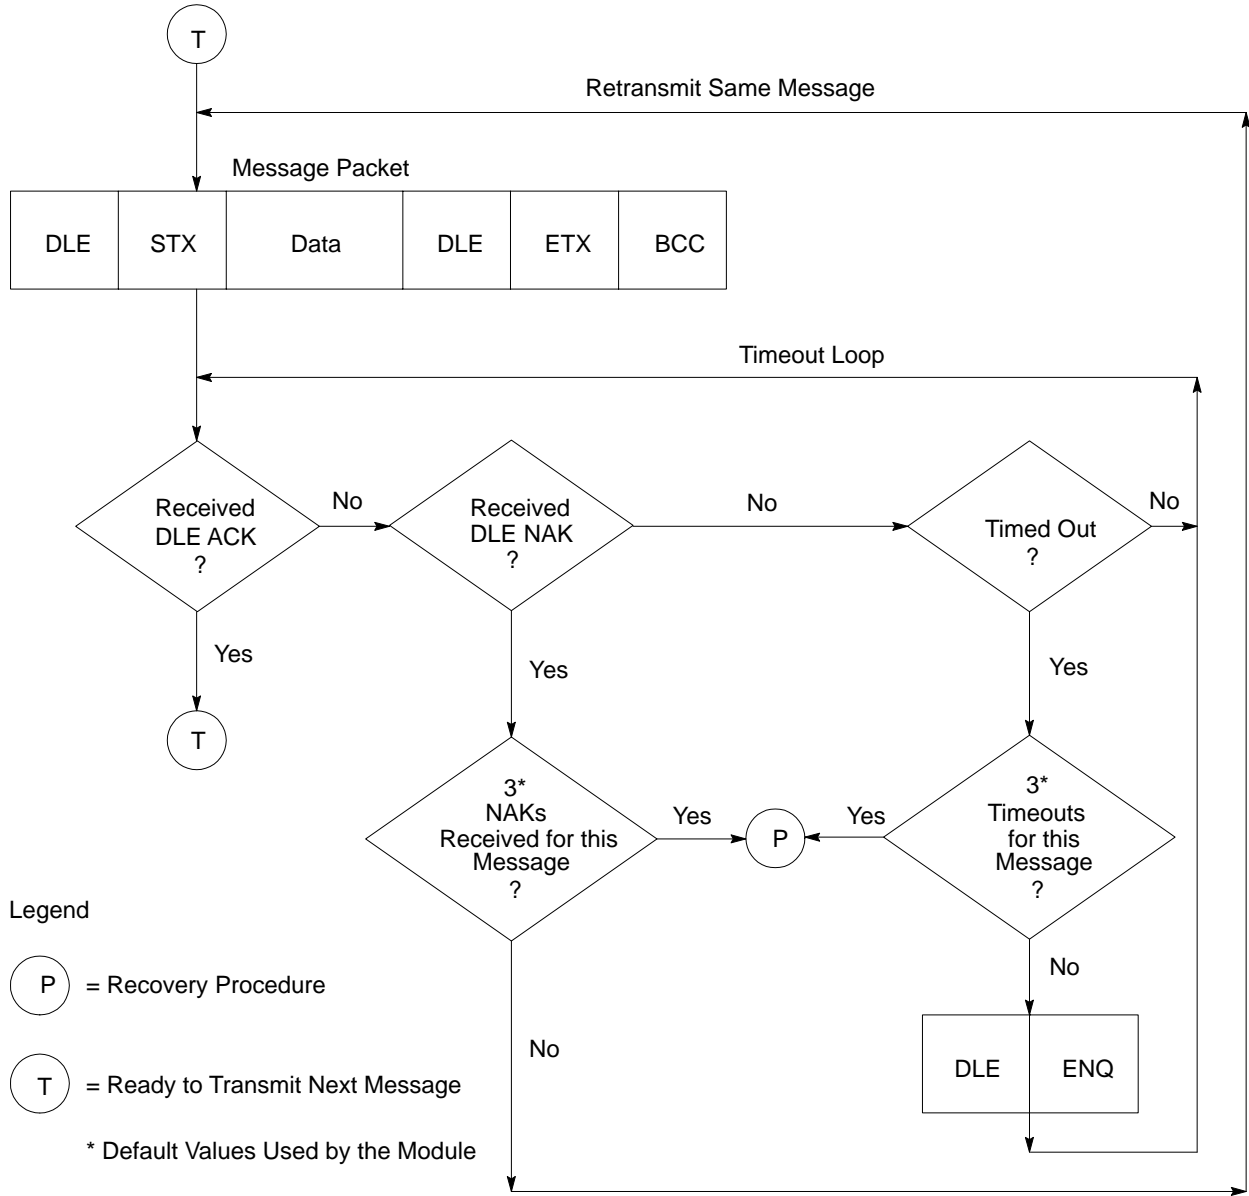 T
Retransmit Same Message
Message Packet
DLE STX Data DLE ETX BCC
Timeout Loop
Received
DLE ACK
?
No
Received
DLE NAK
?
No
Timed Out
?
No
Yes
Yes
Yes
T
3*
NAKs
Received for this
Message
?
Yes
P
Yes
3*
Timeouts
for this
Message
?
Legend
P = Recovery Procedure
No
No
DLE ENQ
T = Ready to Transmit Next Message
* Default Values Used by the Module